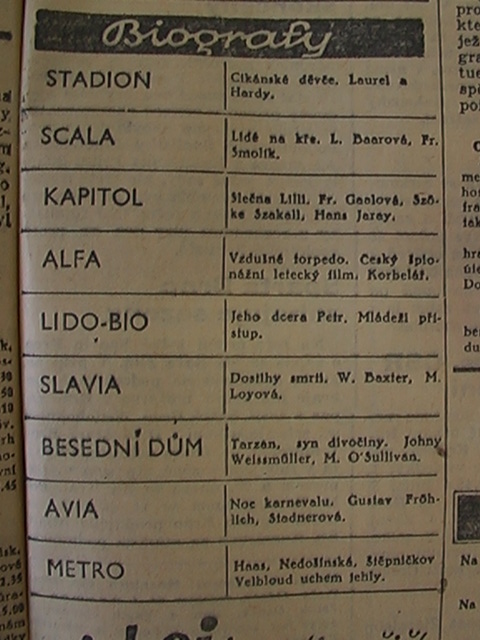 Biografy
STADION
Cikánské děvče. Laurel a
Hardy.
SCALA
Lidé na kře. L. Baarová, Fr.
Smolík.
KAPITOL
Slečna Lilli. Fr. Gaalová, Szö-
ke Szakall, Hans Jaray.
ALFA
Vzdušné torpedo. Český špio-
nážní letecký film. Korbelář.
LIDO-BIO
Jeho dcera Petr. Mládeži pří-
stup.
SLAVIA
Dostihy smrti. W. Baxter, M.
Loyová.
BESEDNÍ DŮM
Tarzan, syn divočiny. Johny
Weissmüller, M. O'Sullivan.
AVIA
Noc karnevalu. Gustav Fröh-
lich, Stadnerová.
METRO
Haas, Nedošinská, Štěpničkov
Velbloud uchem jehly.